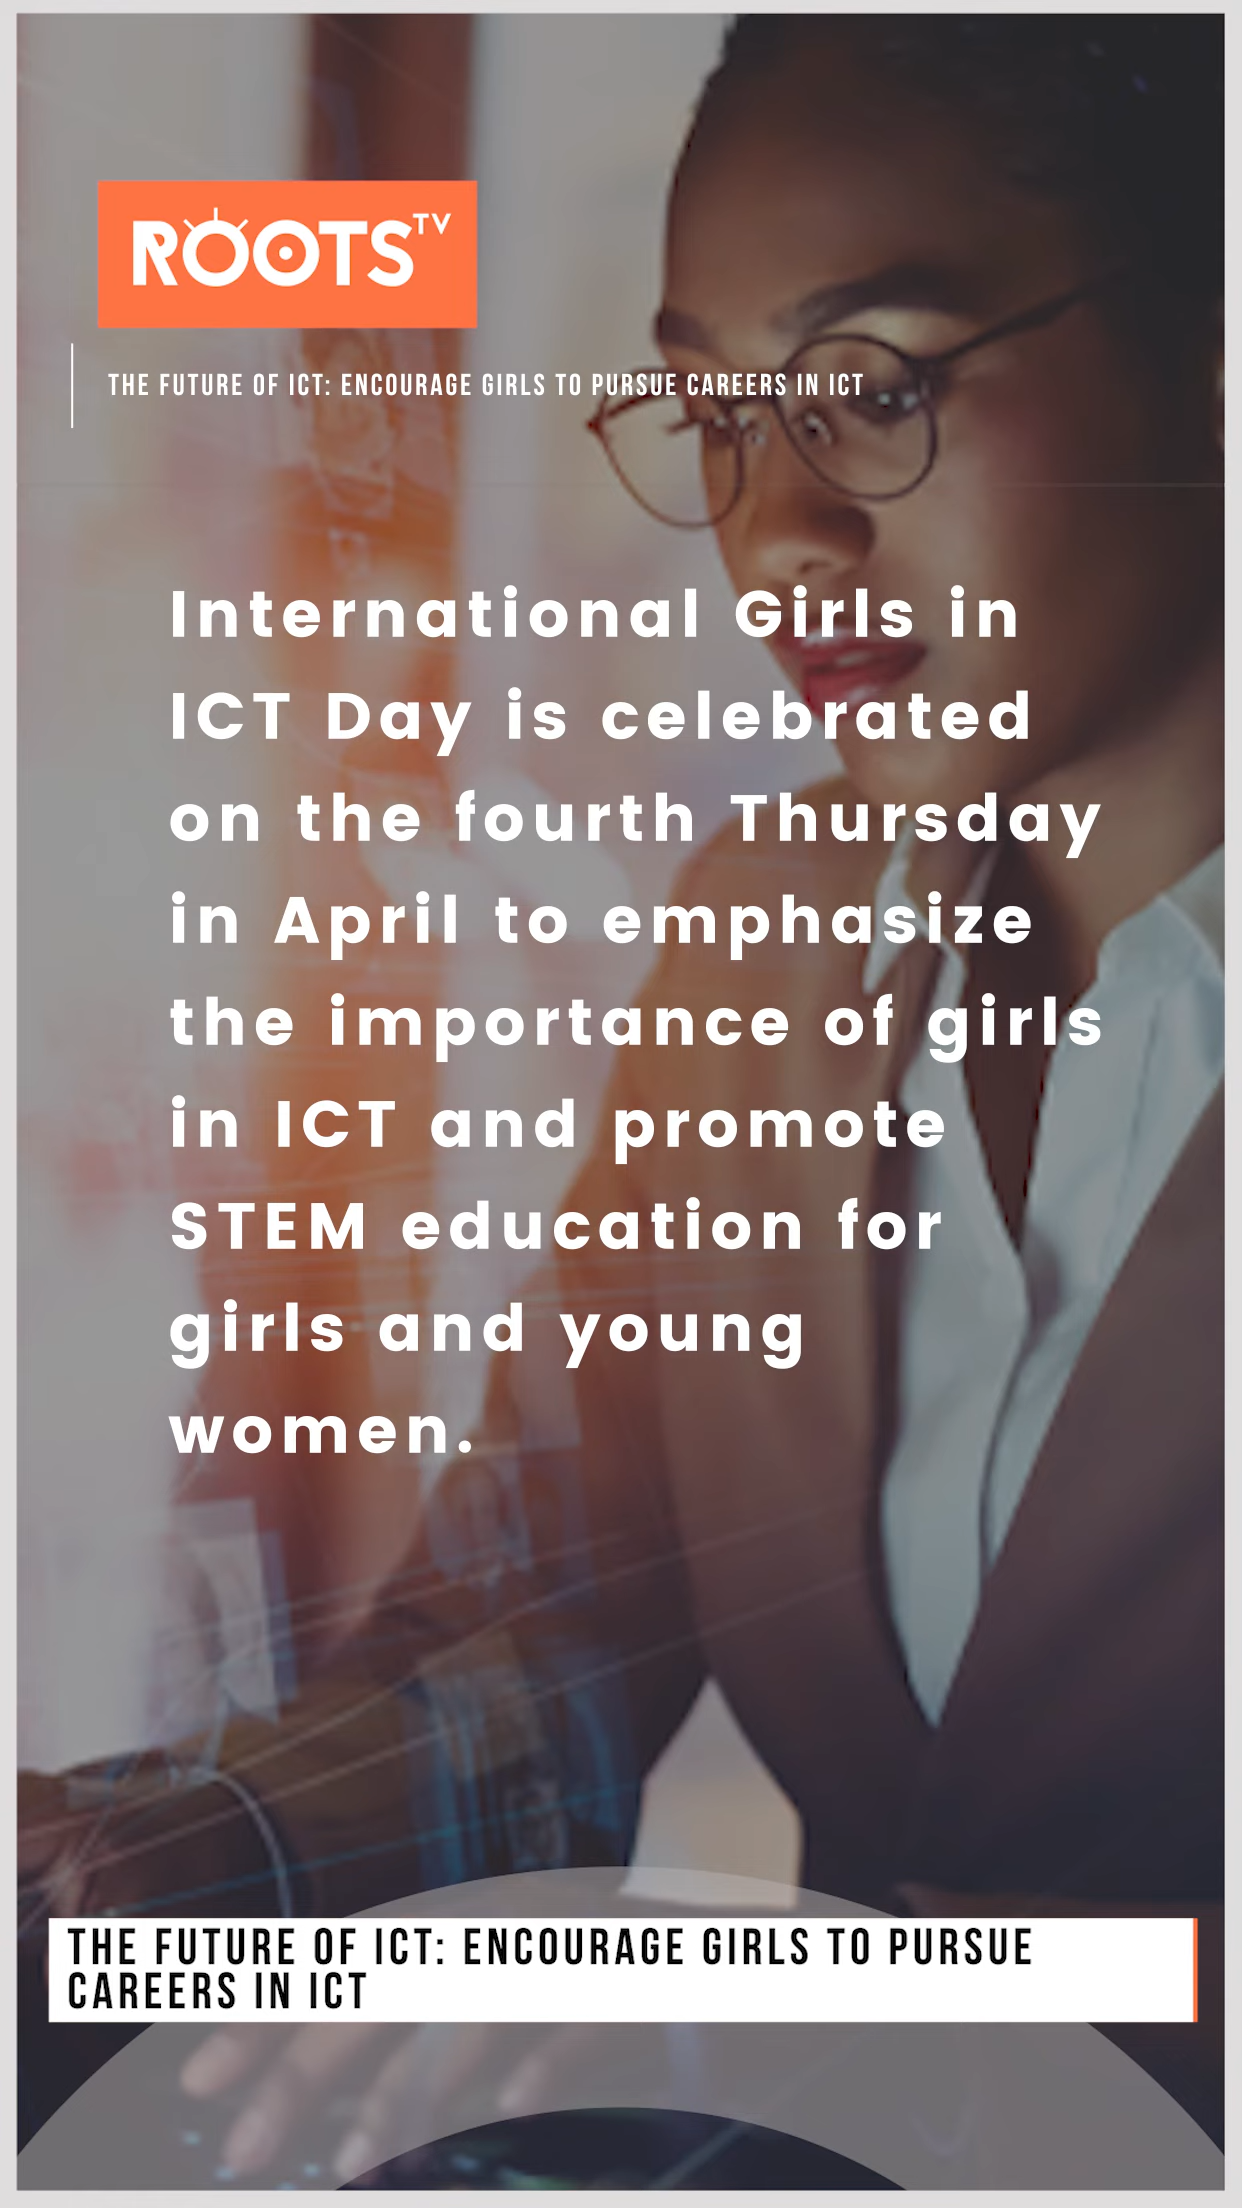 ROOTS TV
THE FUTURE OF ICT: ENCOURAGE GIRLS TO PURSUE CAREERS IN ICT
International Girls in
ICT Day is celebrated
on the fourth Thursday
in April to emphasize
the importance of girls
in ICT and promote
STEM education for
girls and young
women.
THE FUTURE OF ICT: ENCOURAGE GIRLS TO PURSUE
CAREERS IN ICT